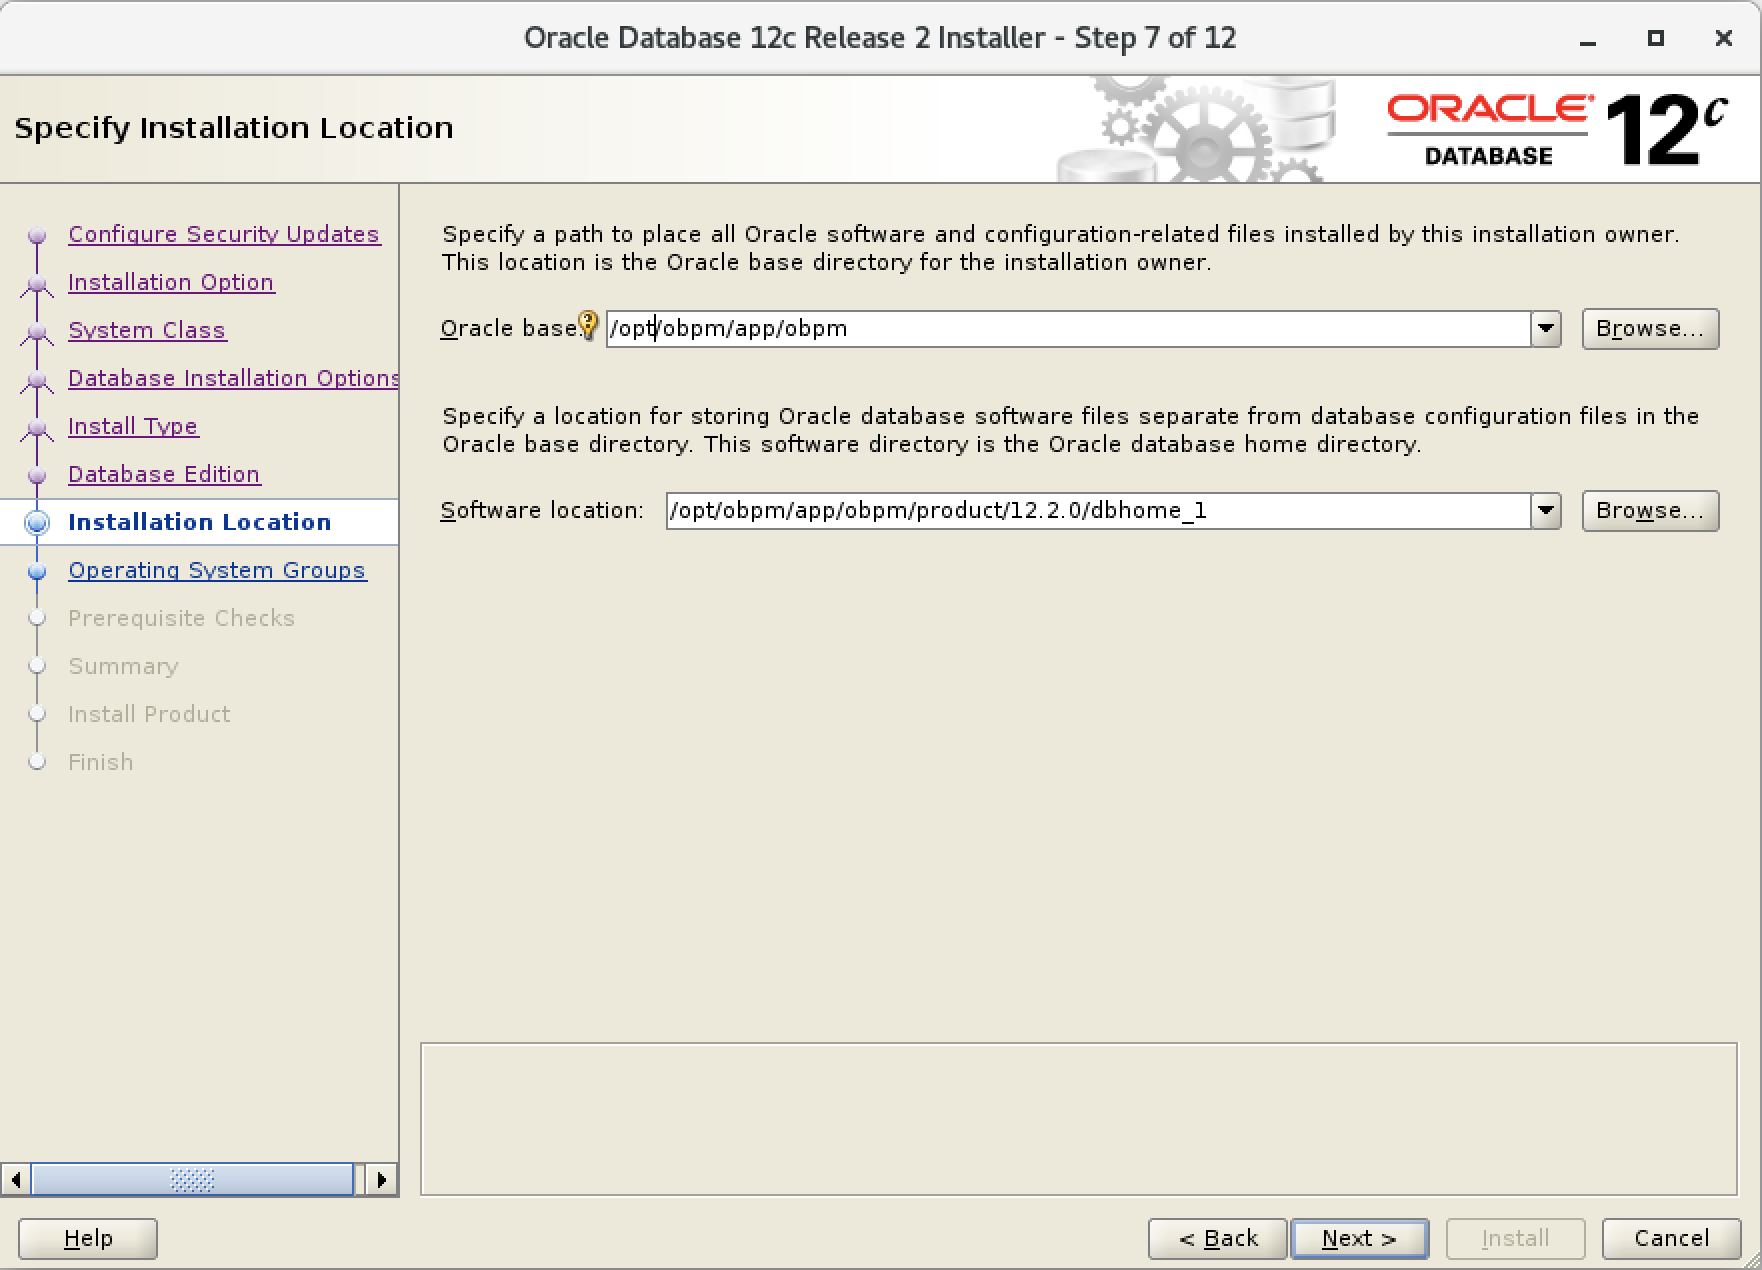 Oracle Database 12c Release 2 Installer - Step 7 of 12
Specify Installation Location
ORACLE
DATABASE
12c
Configure Security Updates
Installation Option
System Class
Database Installation Options
Install Type
Database Edition
Installation Location
Operating System Groups
Prerequisite Checks
Summary
Install Product
Finish
Specify a path to place all Oracle software and configuration-related files installed by this installation owner.
This location is the Oracle base directory for the installation owner.
Oracle base: /opt/obpm/app/obpm Browse...
Specify a location for storing Oracle database software files separate from database configuration files in the
Oracle base directory. This software directory is the Oracle database home directory.
Software location: /opt/obpm/app/obpm/product/12.2.0/dbhome_1 Browse...
Help < Back Next > Install Cancel